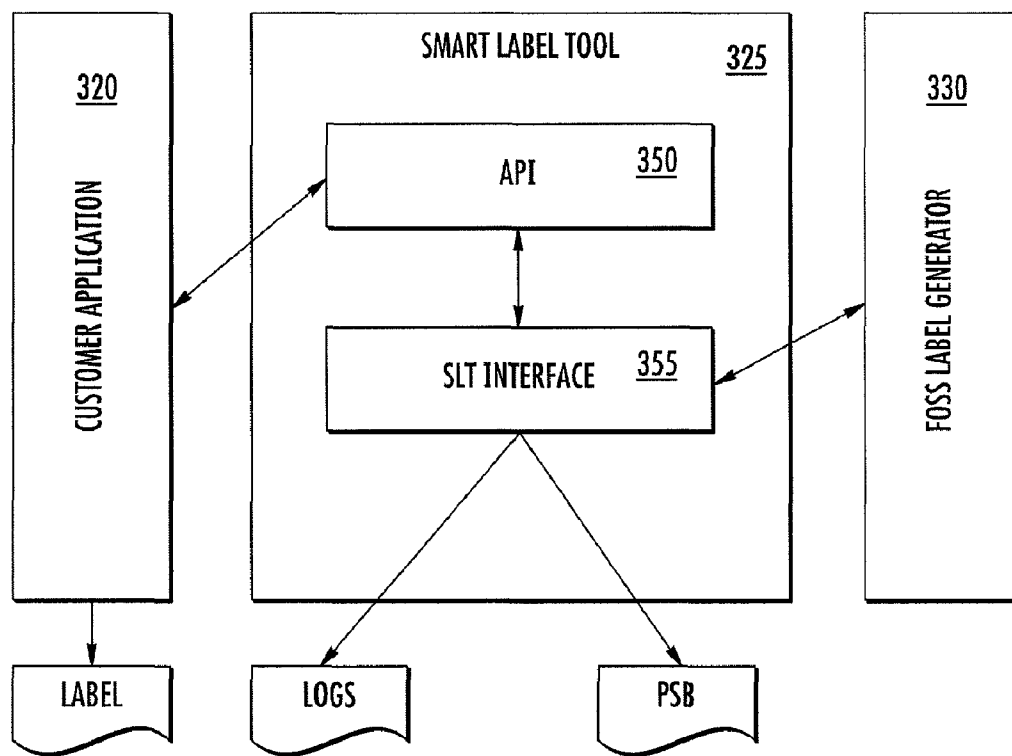 320
CUSTOMER APPLICATION
SMART LABEL TOOL
325
API
350
SLT INTERFACE
355
330
FOSS LABEL GENERATOR
LABEL
LOGS
PSB